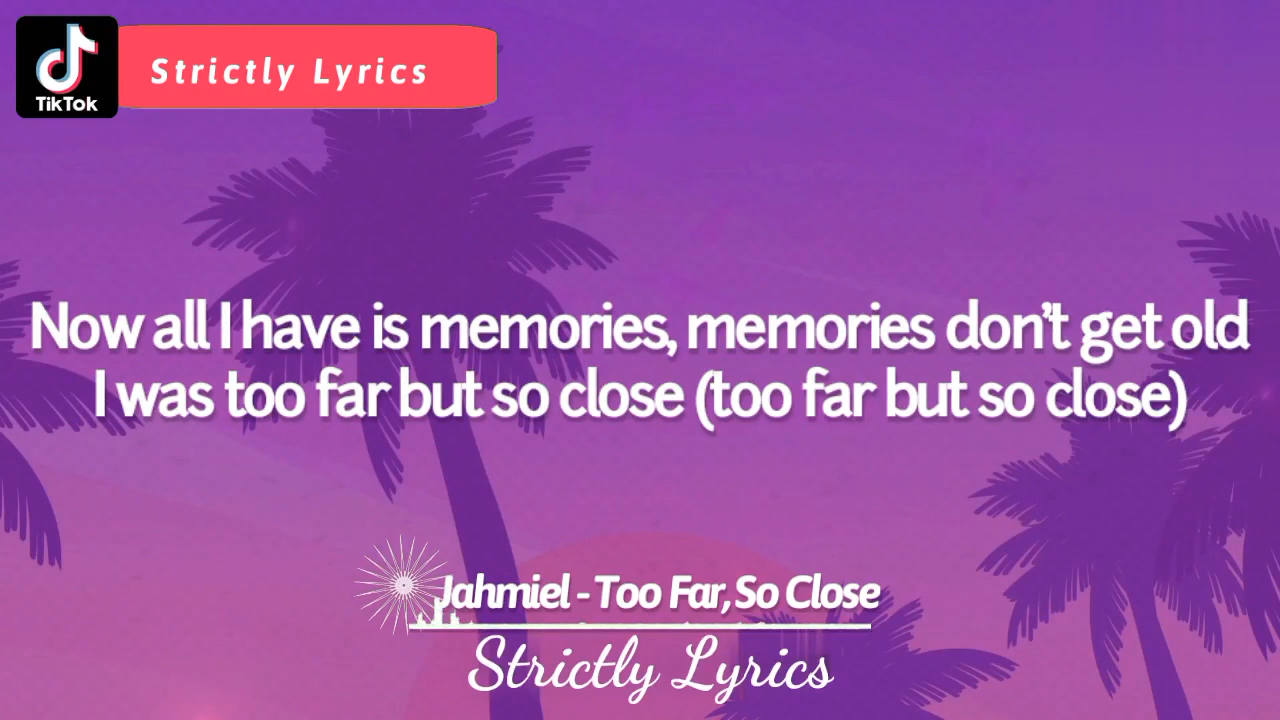 TikTok
Strictly Lyrics
Now all I have is memories, memories don't get old
I was too far but so close (too far but so close)
Jahmiel - Too Far, So Close
Strictly Lyrics